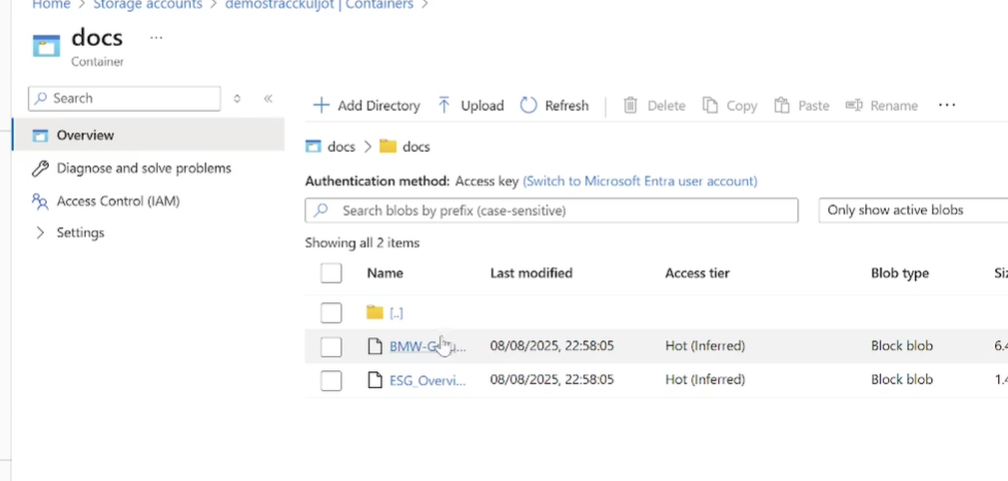 Home > Storage accounts > demostracckuljot | Containers >
docs ...
Container
Search
Overview
Diagnose and solve problems
Access Control (IAM)
Settings
Add Directory Upload Refresh Delete Copy Paste Rename ...
docs > docs
Authentication method: Access key (Switch to Microsoft Entra user account)
Search blobs by prefix (case-sensitive) Only show active blobs
Showing all 2 items
Name Last modified Access tier Blob type
[..]
08/08/2025, 22:58:05 Hot (Inferred) Block blob
ESG_Overvi... 08/08/2025, 22:58:05 Hot (Inferred) Block blob